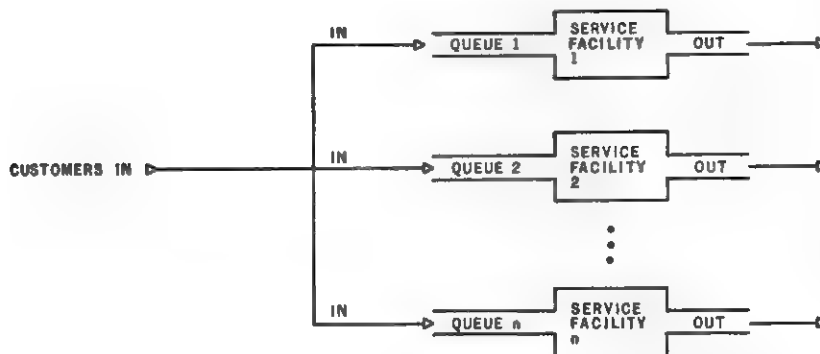 IN
QUEUE 1
SERVICE
FACILITY
1
OUT
CUSTOMERS IN
IN
QUEUE 2
SERVICE
FACILITY
2
OUT
IN
QUEUE n
SERVICE
FACILITY
n
OUT